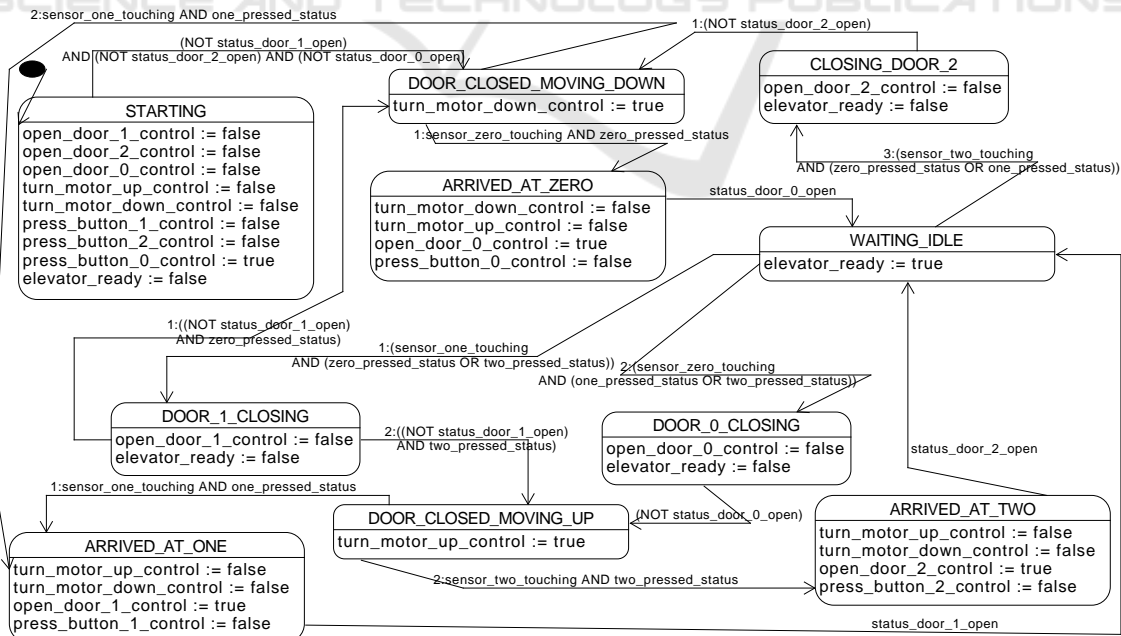 SCIENCE AND TECHNOLOGY PUBLICATIONS
2:sensor_one_touching AND one_pressed_status
1:(NOT status_door_2_open)
(NOT status_door_1_open)
AND (NOT status_door_2_open) AND (NOT status_door_0_open)
CLOSING_DOOR_2
open_door_2_control := false
elevator_ready := false
DOOR_CLOSED_MOVING_DOWN
turn_motor_down_control := true
STARTING
open_door_1_control := false
open_door_2_control := false
open_door_0_control := false
turn_motor_up_control := false
turn_motor_down_control := false
press_button_1_control := false
press_button_2_control := false
press_button_0_control := true
elevator_ready := false
1:sensor_zero_touching AND zero_pressed_status
3:(sensor_two_touching
AND (zero_pressed_status OR one_pressed_status))
ARRIVED_AT_ZERO
turn_motor_down_control := false
turn_motor_up_control := false
open_door_0_control := true
press_button_0_control := false
status_door_0_open
WAITING_IDLE
elevator_ready := true
1:((NOT status_door_1_open)
AND zero_pressed_status)
1:(sensor_one_touching
AND (zero_pressed_status OR two_pressed_status))
2:(sensor_zero_touching
AND (one_pressed_status OR two_pressed_status))
DOOR_1_CLOSING
open_door_1_control := false
elevator_ready := false
2:((NOT status_door_1_open)
AND two_pressed_status)
DOOR_0_CLOSING
open_door_0_control := false
elevator_ready := false
status_door_2_open
1:sensor_one_touching AND one_pressed_status
DOOR_CLOSED_MOVING_UP
turn_motor_up_control := true
(NOT status_door_0_open)
ARRIVED_AT_TWO
turn_motor_up_control := false
turn_motor_down_control := false
open_door_2_control := true
press_button_2_control := false
ARRIVED_AT_ONE
turn_motor_up_control := false
turn_motor_down_control := false
open_door_1_control := true
press_button_1_control := false
2:sensor_two_touching AND two_pressed_status
status_door_1_open